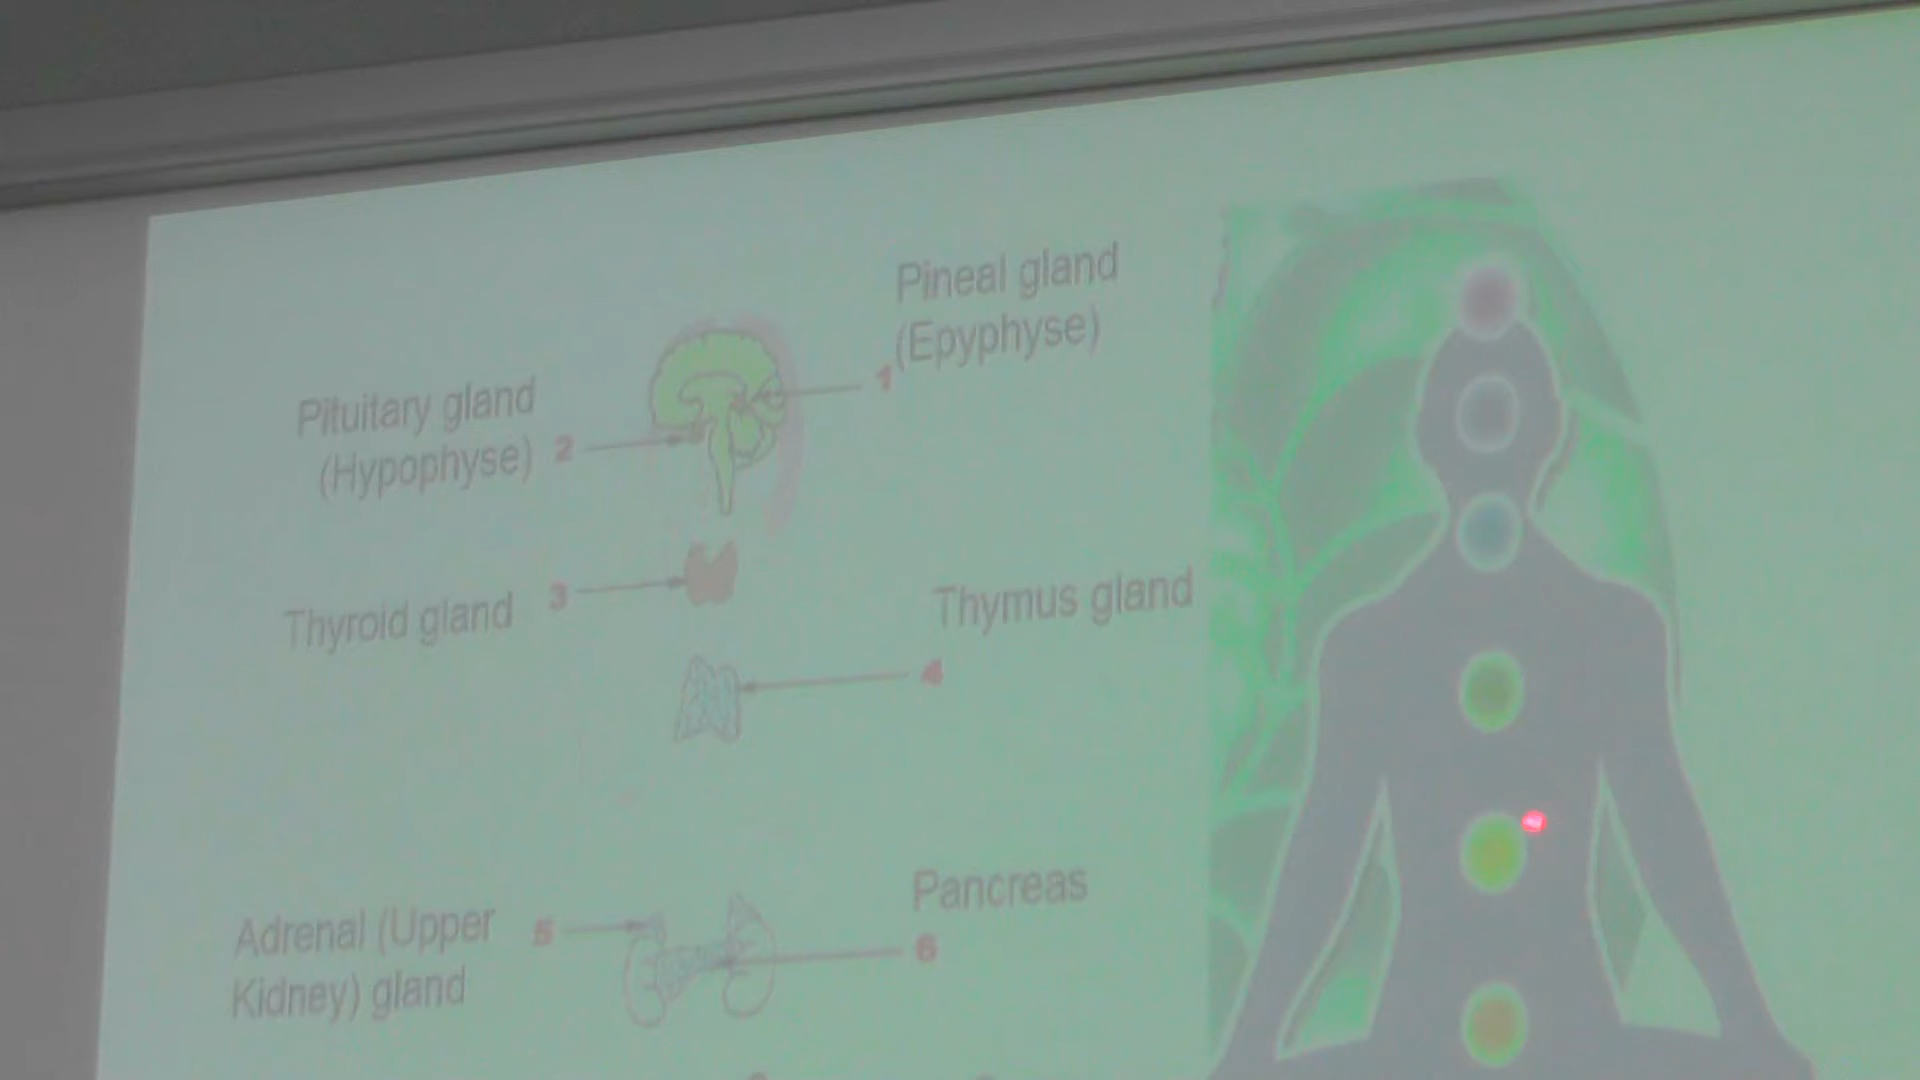 Pineal gland
(Epyphyse)
1
Pituitary gland
(Hypophyse) 2
Thyroid gland 3
Thymus gland
4
Adrenal (Upper
Kidney) gland
5
Pancreas
6